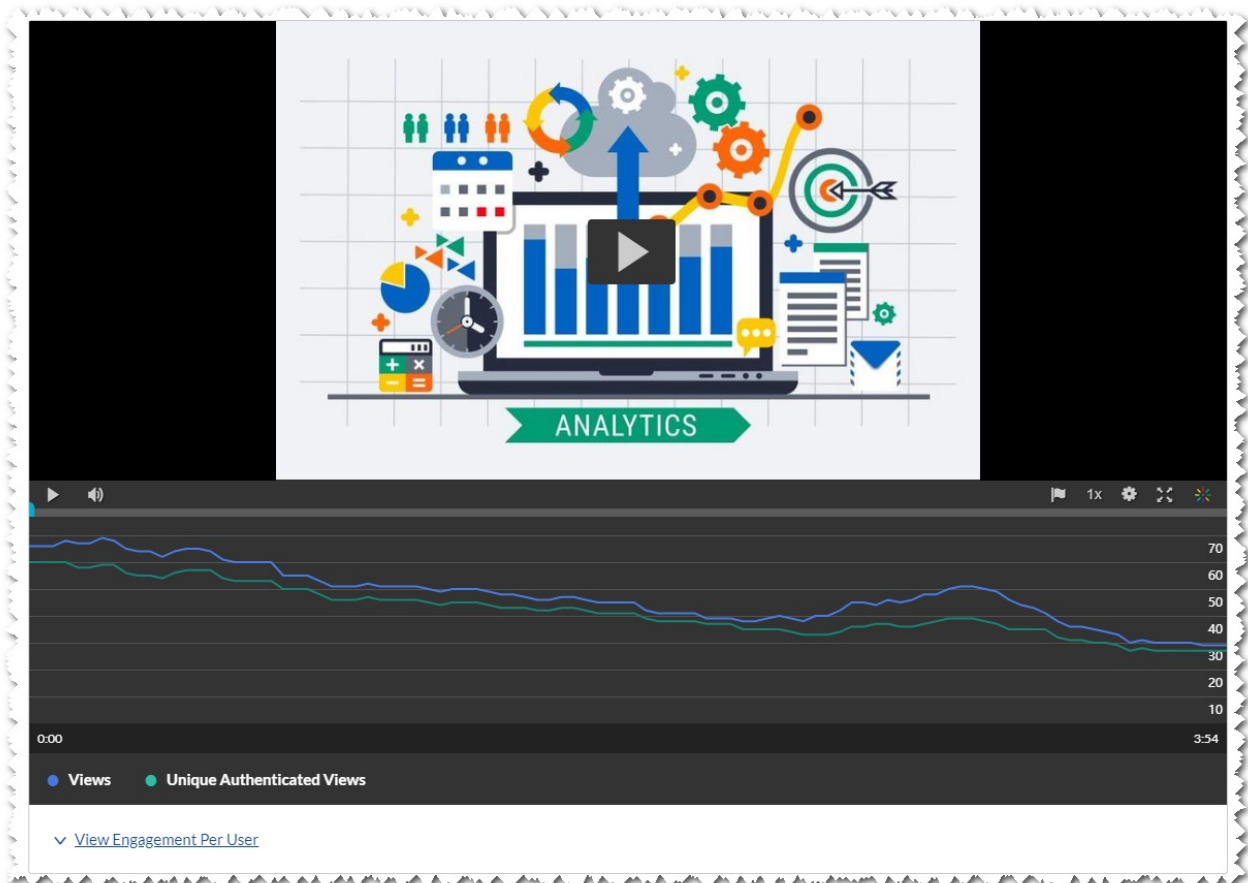 ANALYTICS
1x
70
60
50
40
30
20
10
0:00
3:54
Views
Unique Authenticated Views
View Engagement Per User